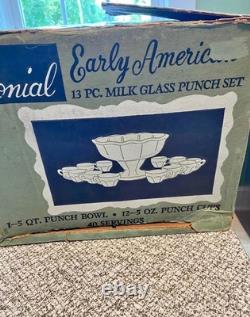 onial Early American
13 PC. MILK GLASS PUNCH SET
1-5 QT. PUNCH BOWL • 12-5 OZ. PUNCH CUPS
40 SERVINGS